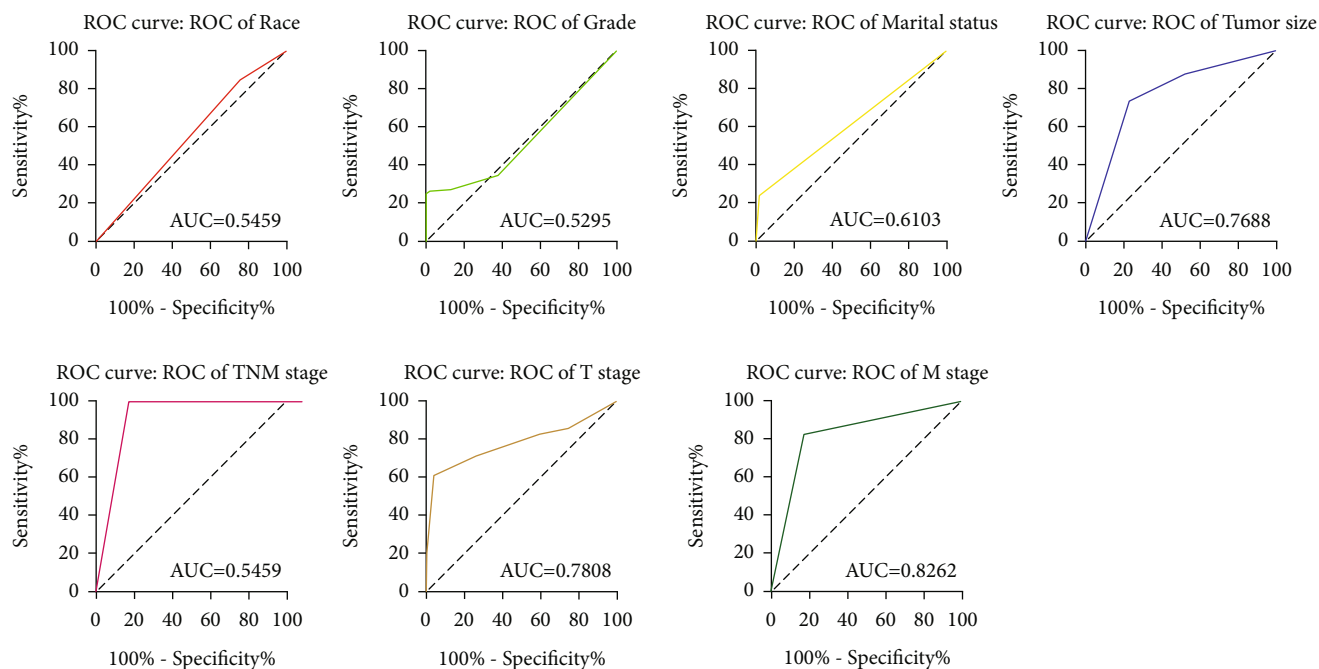 ROC curve: ROC of Race
100
80
60
40
20
0
Sensitivity%
AUC=0.5459
0 20 40 60 80 100
100% - Specificity%
ROC curve: ROC of Grade
100
80
60
40
20
0
Sensitivity%
AUC=0.5295
0 20 40 60 80 100
100% - Specificity%
ROC curve: ROC of Marital status
100
80
60
40
20
0
Sensitivity%
AUC=0.6103
0 20 40 60 80 100
100% - Specificity%
ROC curve: ROC of Tumor size
100
80
60
40
20
0
Sensitivity%
AUC=0.7688
0 20 40 60 80 100
100% - Specificity%
ROC curve: ROC of TNM stage
100
80
60
40
20
0
Sensitivity%
AUC=0.5459
0 20 40 60 80 100
100% - Specificity%
ROC curve: ROC of T stage
100
80
60
40
20
0
Sensitivity%
AUC=0.7808
0 20 40 60 80 100
100% - Specificity%
ROC curve: ROC of M stage
100
80
60
40
20
0
Sensitivity%
AUC=0.8262
0 20 40 60 80 100
100% - Specificity%